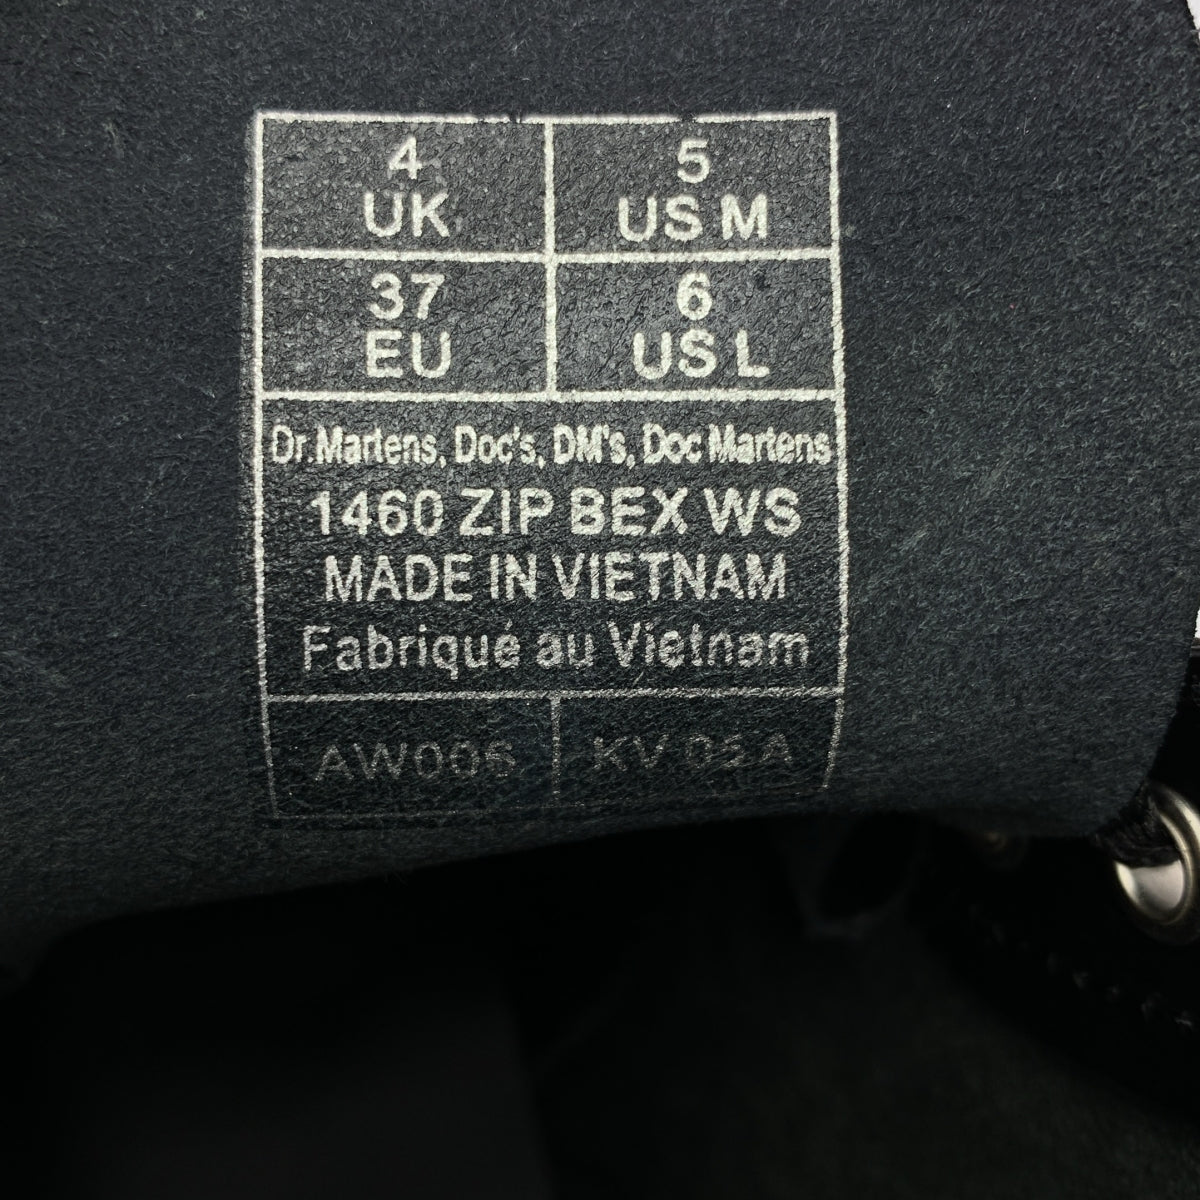 4 UK
5 US M
37 EU
6 US L
Dr.Martens, Doc's, DM's, Doc Martens
1460 ZIP BEX WS
MADE IN VIETNAM
Fabriqué au Vietnam
AW006 KV 02 A